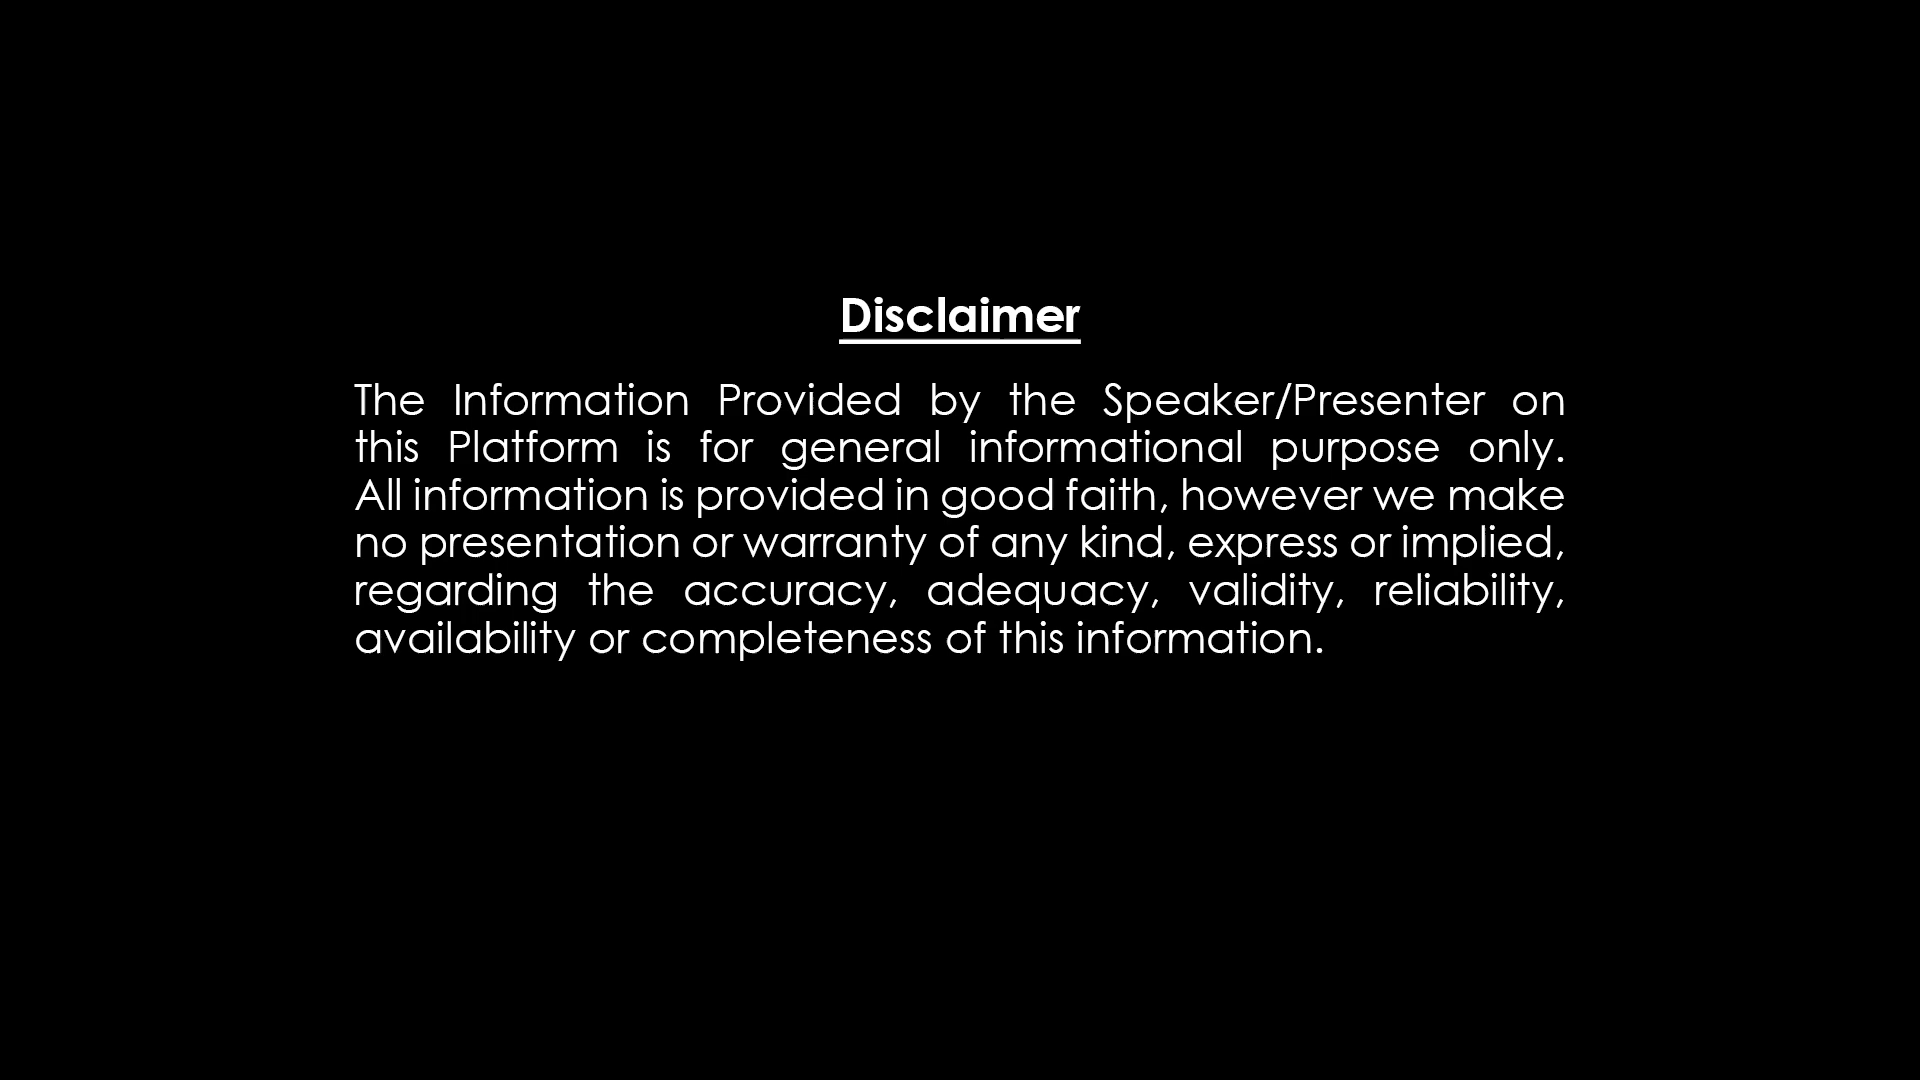 Disclaimer
The Information Provided by the Speaker/Presenter on
this Platform is for general informational purpose only.
All information is provided in good faith, however we make
no presentation or warranty of any kind, express or implied,
regarding the accuracy, adequacy, validity, reliability,
availability or completeness of this information.